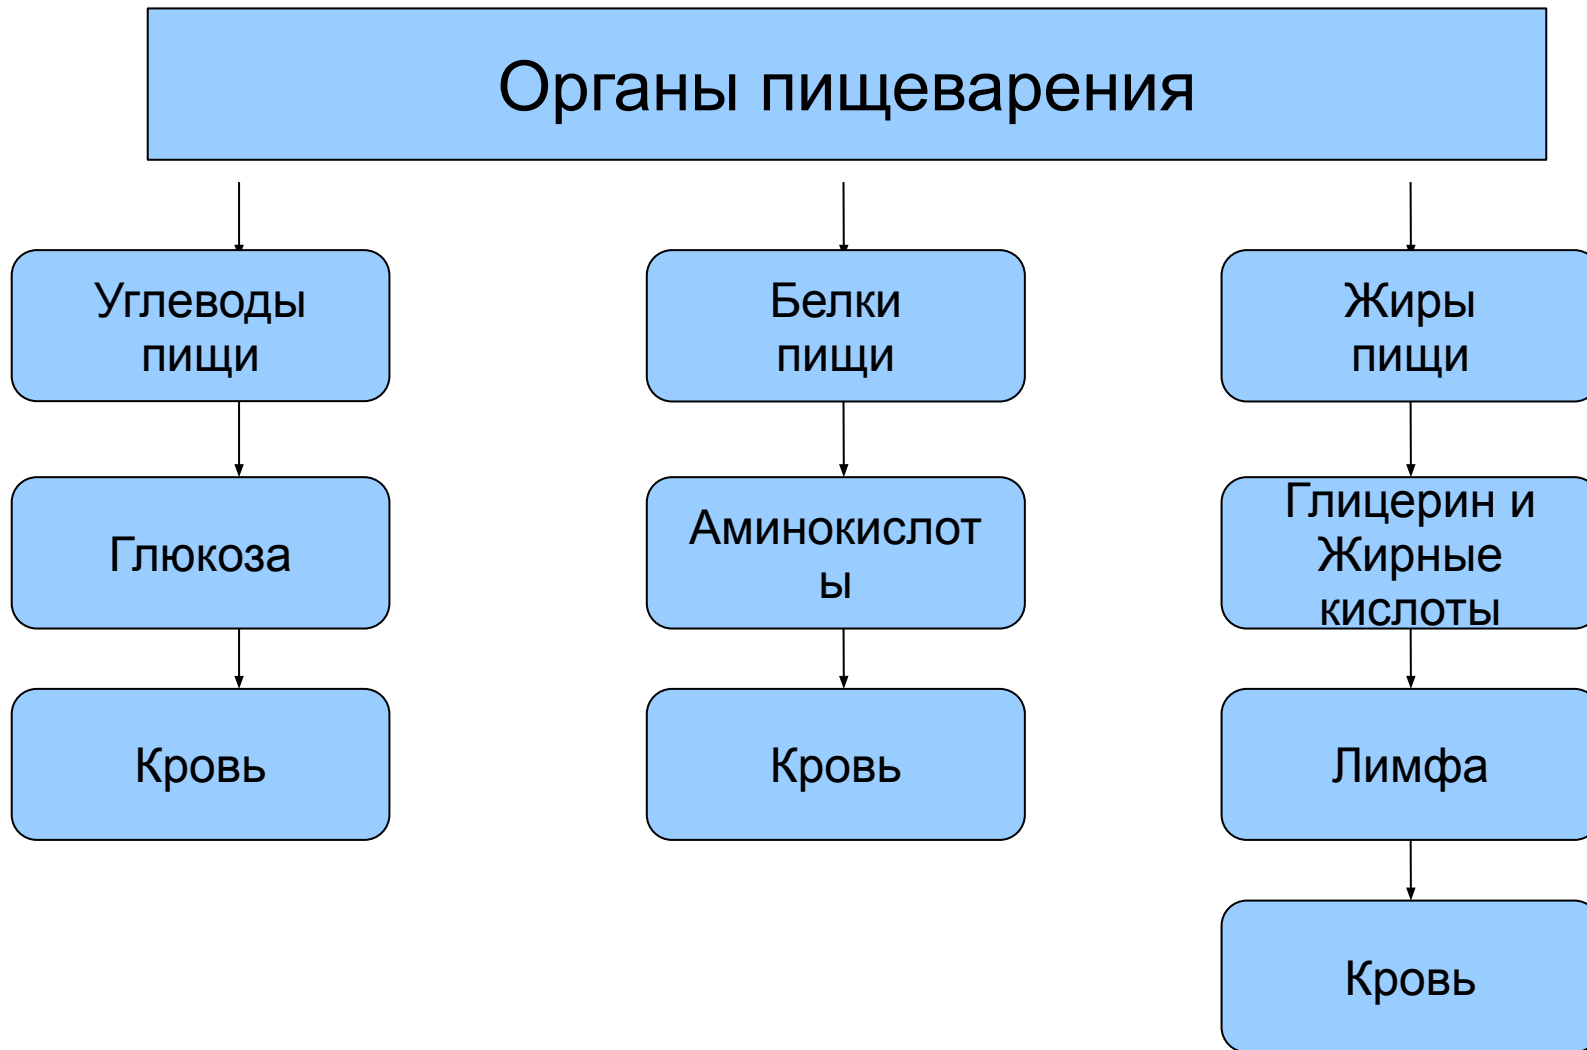 Органы пищеварения
Углеводы
пищи
Белки
пищи
Жиры
пищи
Глюкоза
Аминокислот
ы
Глицерин и
Жирные
кислоты
Кровь
Кровь
Лимфа
Кровь